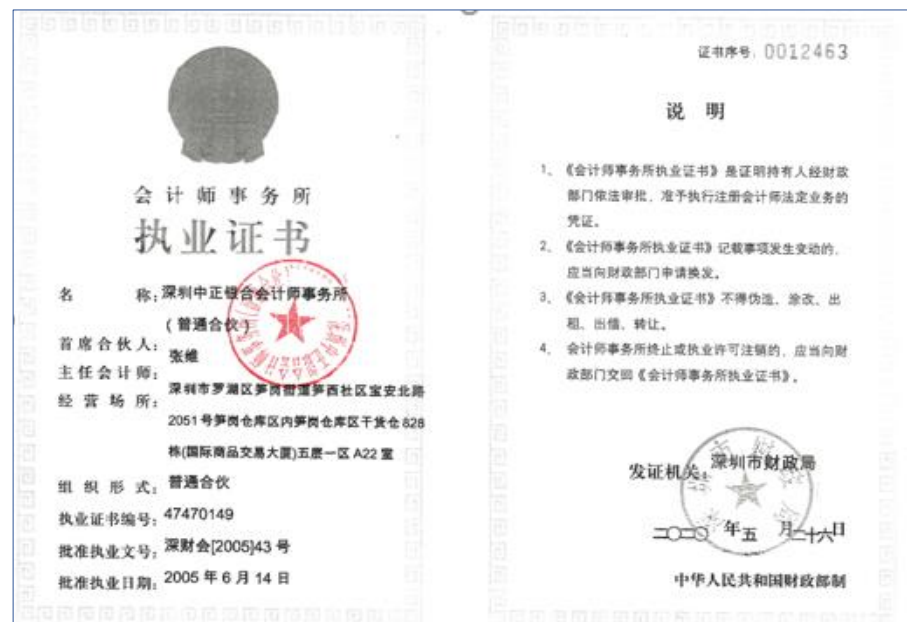 会计师事务所
执业证书
名 称：深圳中正银合会计师事务所
（普通合伙）
首席合伙人：张维
主任会计师：
经营场所：深圳市罗湖区笋岗街道笋西社区宝安北路
2051号笋岗仓库区内笋岗仓库区干货仓828
栋(国际商品交易大厦)五层一区 A22 室
组织形式：普通合伙
执业证书编号：47470149
批准执业文号：深财会[2005]43 号
批准执业日期：2005 年 6 月 14 日
证书序号：0012463
说 明
1、《会计师事务所执业证书》是证明持有人经财政
部门依法审批，准予执行注册会计师法定业务的
凭证。
2、《会计师事务所执业证书》记载事项发生变动的，
应当向财政部门申请换发。
3、《会计师事务所执业证书》不得伪造、涂改、出
租、出借、转让。
4、会计师事务所终止或执业许可注销的，应当向财
政部门交回《会计师事务所执业证书》。
发证机关：深圳市财政局
二〇二〇年五月二十六日
中华人民共和国财政部制